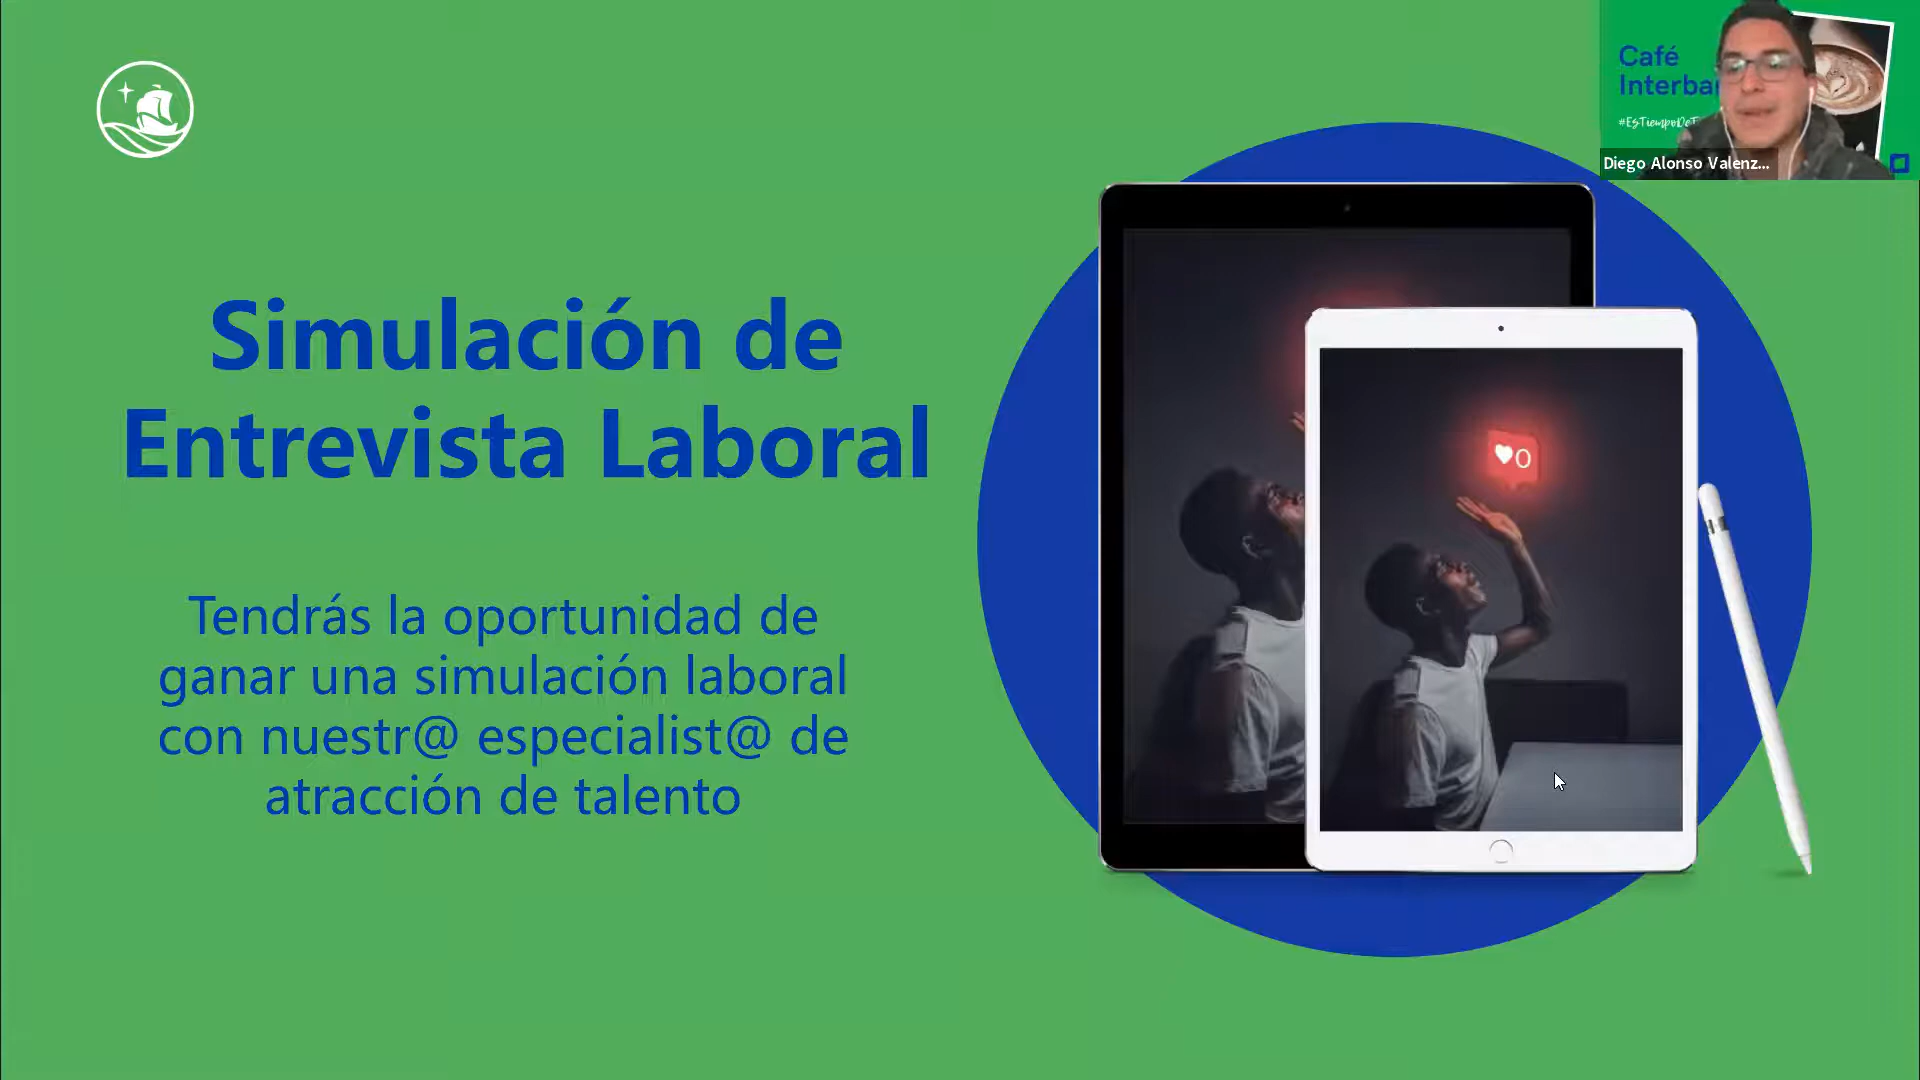 Simulación de
Entrevista Laboral
Tendrás la oportunidad de
ganar una simulación laboral
con nuestr@ especialist@ de
atracción de talento
0
Café
Interba
Diego Alonso Valenz...